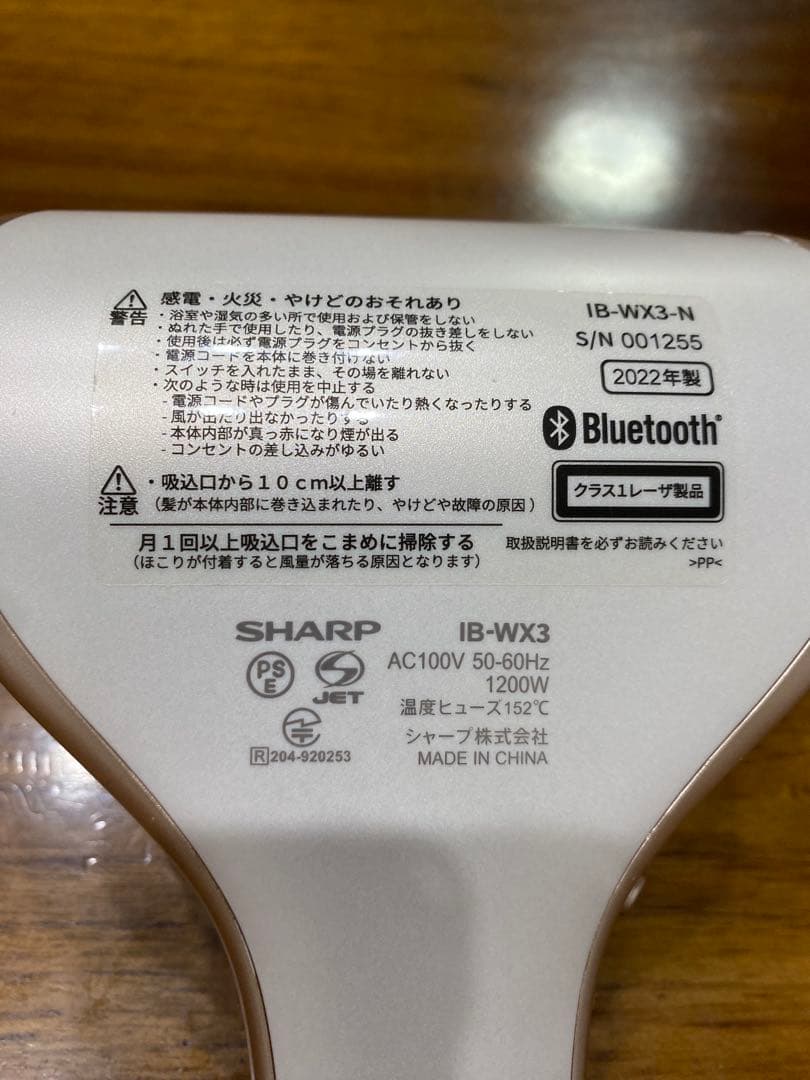 警告
感電・火災・やけどのおそれあり
・浴室や湿気の多い所で使用および保管をしない
・ぬれた手で使用したり、電源プラグの抜き差しをしない
・使用後は必ず電源プラグをコンセントから抜く
・電源コードを本体に巻き付けない
・スイッチを入れたまま、その場を離れない
・次のような時は使用を中止する
- 電源コードやプラグが傷んでいたり熱くなったりする
- 風が出たり出なかったりする
- 本体内部が真っ赤になり煙が出る
- コンセントの差し込みがゆるい
注意
・吸込口から10cm以上離す
（髪が本体内部に巻き込まれたり、やけどや故障の原因）
月1回以上吸込口をこまめに掃除する
（ほこりが付着すると風量が落ちる原因となります）
IB-WX3-N
S/N 001255
2022年製
Bluetooth®
クラス1レーザ製品
取扱説明書を必ずお読みください
>PP<
SHARP IB-WX3
PSE JET
AC100V 50-60Hz
1200W
温度ヒューズ152℃
R 204-920253
シャープ株式会社
MADE IN CHINA